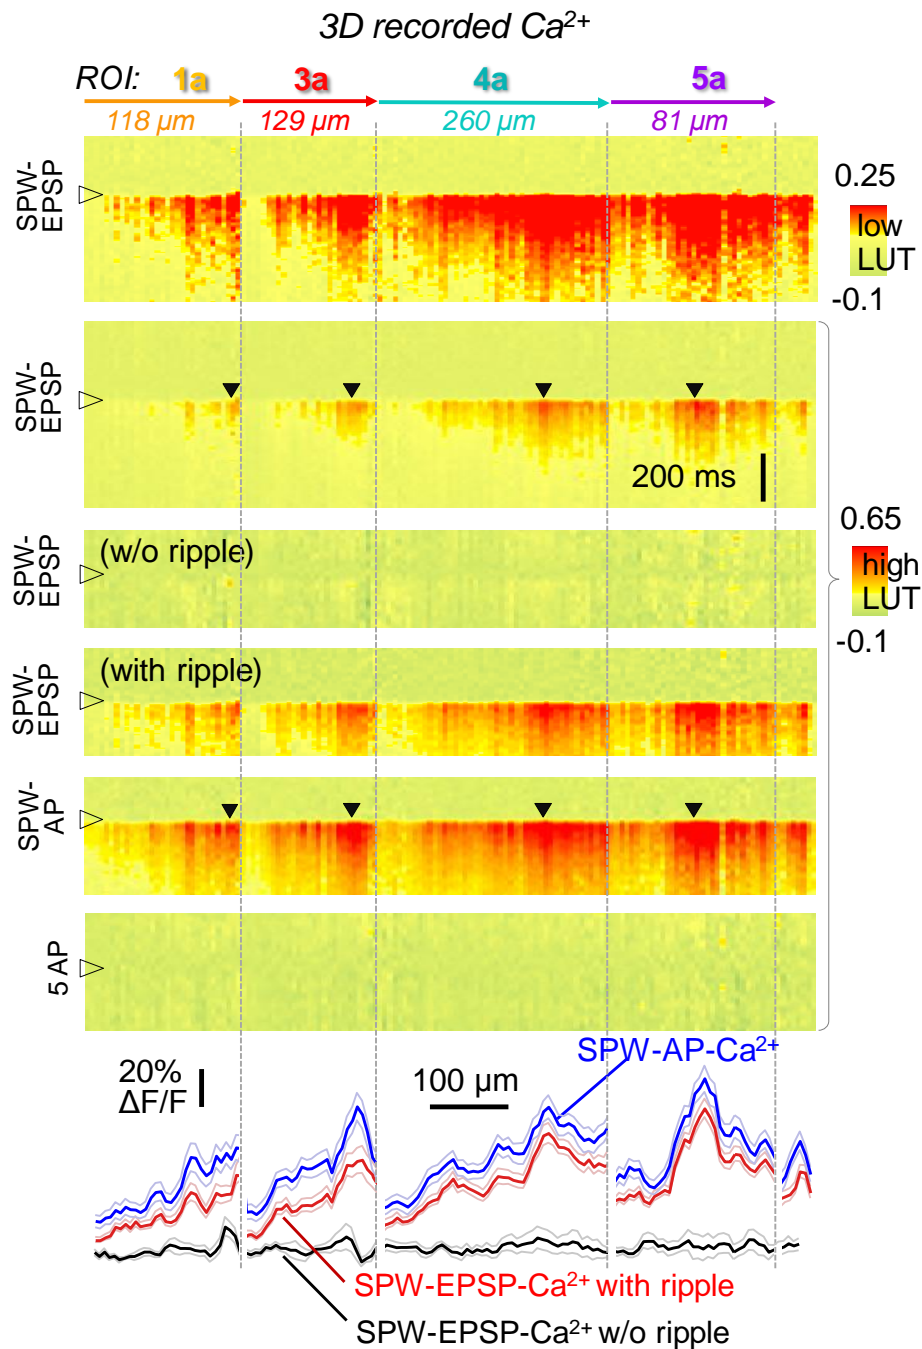 3D recorded Ca²⁺
ROI: 1a 3a 4a 5a
118 µm 129 µm 260 µm 81 µm
SPW-
EPSP
0.25
low
LUT
-0.1
SPW-
EPSP
200 ms
SPW-
EPSP
(w/o ripple)
0.65
high
LUT
-0.1
SPW-
EPSP
(with ripple)
SPW-
AP
5 AP
SPW-AP-Ca²⁺
20%
ΔF/F
100 µm
SPW-EPSP-Ca²⁺ with ripple
SPW-EPSP-Ca²⁺ w/o ripple